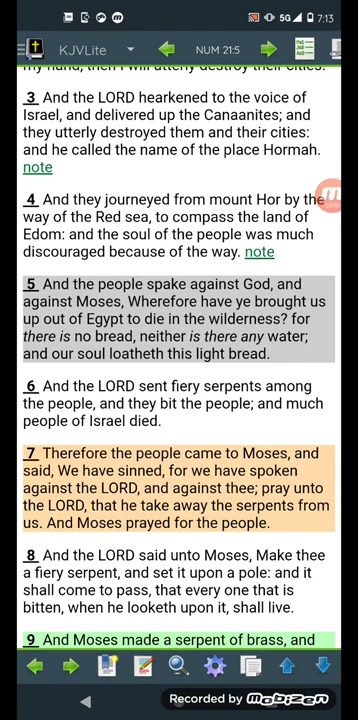 5G 7:13
KJVLite NUM 21:5
my hand, then I will utterly destroy their cities.
3 And the LORD hearkened to the voice of
Israel, and delivered up the Canaanites; and
they utterly destroyed them and their cities:
and he called the name of the place Hormah.
note
4 And they journeyed from mount Hor by the
way of the Red sea, to compass the land of
Edom: and the soul of the people was much
discouraged because of the way. note
5 And the people spake against God, and
against Moses, Wherefore have ye brought us
up out of Egypt to die in the wilderness? for
there is no bread, neither is there any water;
and our soul loatheth this light bread.
6 And the LORD sent fiery serpents among
the people, and they bit the people; and much
people of Israel died.
7 Therefore the people came to Moses, and
said, We have sinned, for we have spoken
against the LORD, and against thee; pray unto
the LORD, that he take away the serpents from
us. And Moses prayed for the people.
8 And the LORD said unto Moses, Make thee
a fiery serpent, and set it upon a pole: and it
shall come to pass, that every one that is
bitten, when he looketh upon it, shall live.
9 And Moses made a serpent of brass, and
Recorded by mobizen